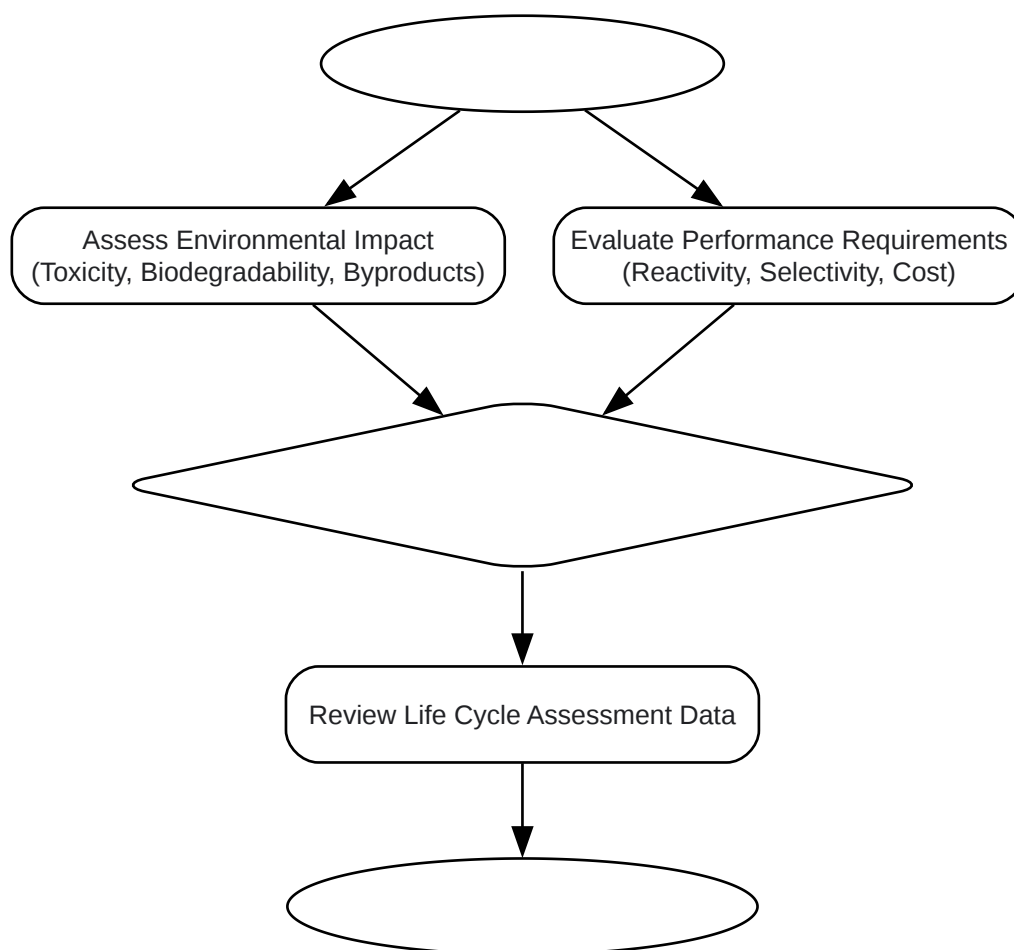 Assess Environmental Impact
(Toxicity, Biodegradability, Byproducts)
Evaluate Performance Requirements
(Reactivity, Selectivity, Cost)
Review Life Cycle Assessment Data